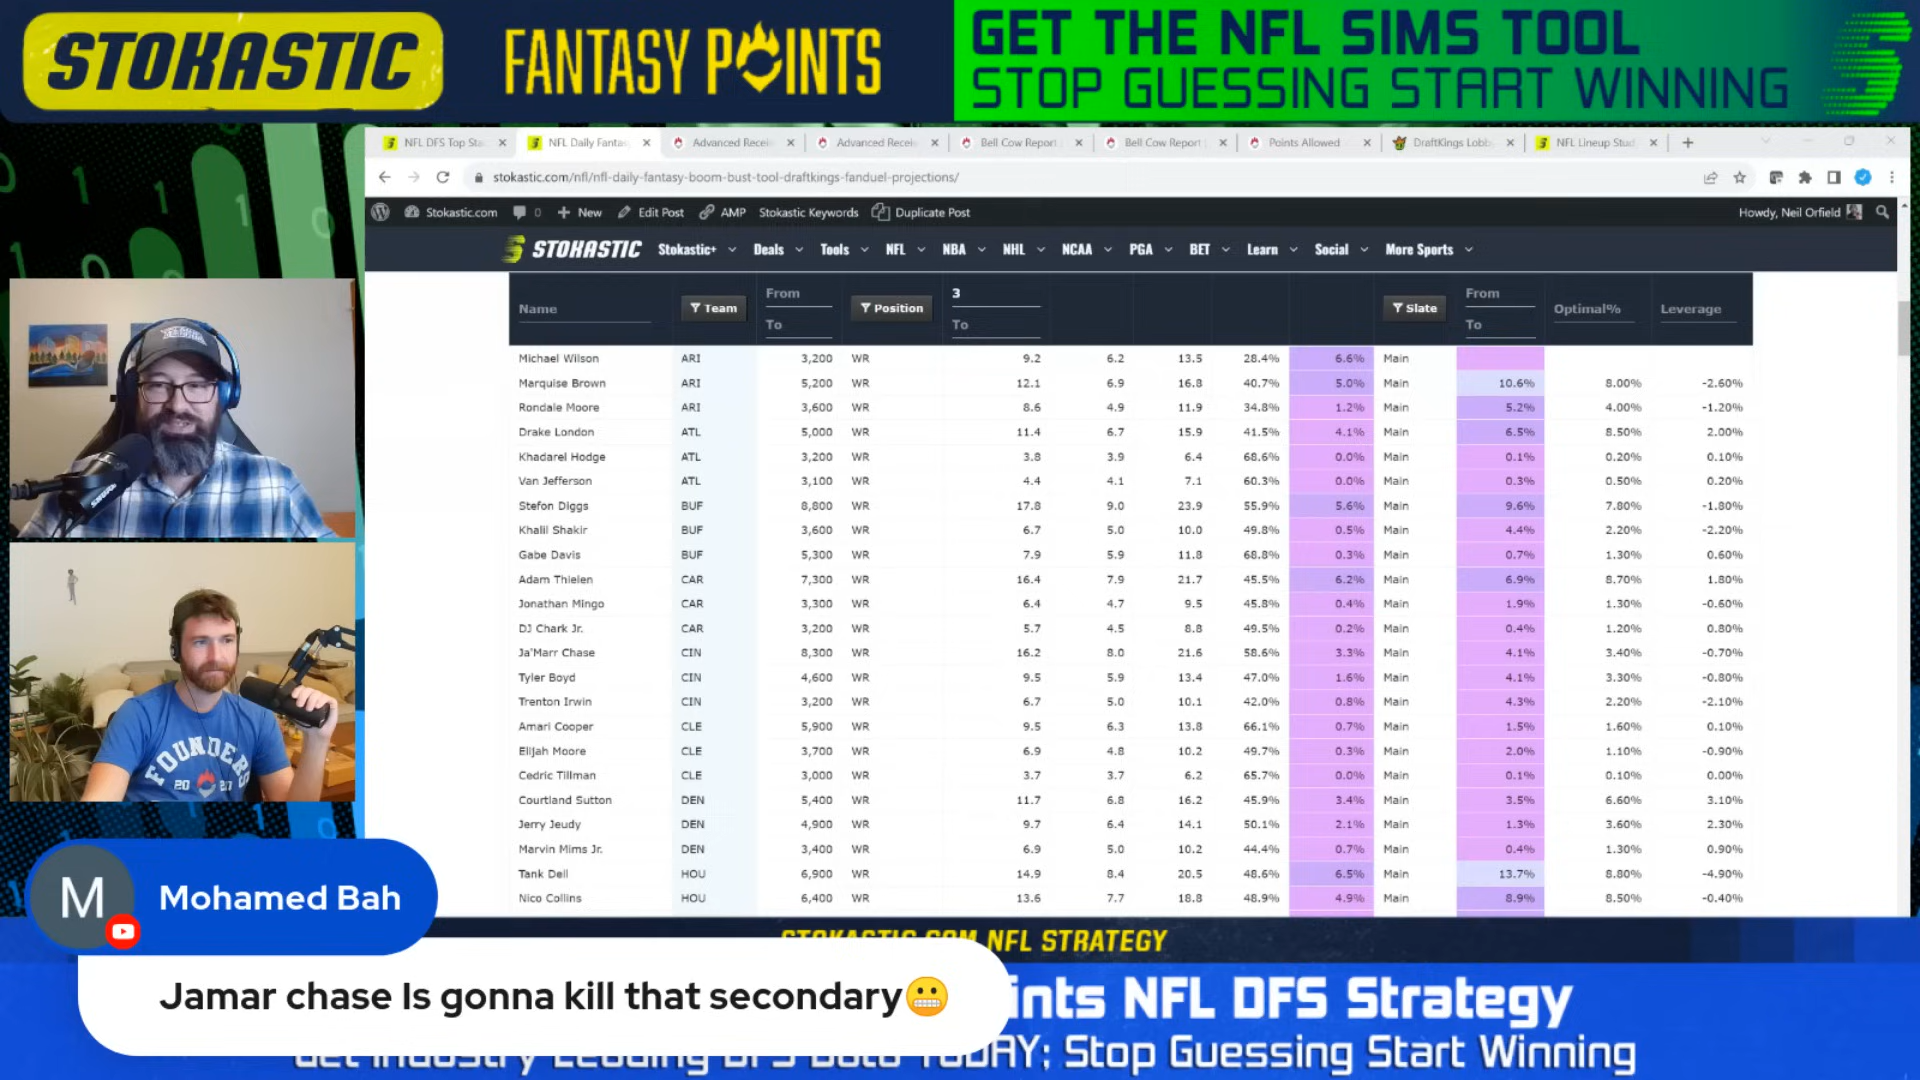 STOKASTIC
FANTASY POINTS
GET THE NFL SIMS TOOL
STOP GUESSING START WINNING
NFL DFS Top Sta
NFL Daily Fantas
Advanced Recei
Advanced Recei
Bell Cow Report
Bell Cow Report
Points Allowed
DraftKings Lobb
NFL Lineup Stud
stokastic.com/nfl/nfl-daily-fantasy-boom-bust-tool-draftkings-fanduel-projections/
Stokastic.com 0 New Edit Post AMP Stokastic Keywords Duplicate Post Howdy, Neil Orfield
STOKASTIC Stokastic+ Deals Tools NFL NBA NHL NCAA PGA BET Learn Social More Sports
Name Team From To Position 3 To Slate From To Optimal% Leverage
Michael Wilson ARI 3,200 WR 9.2 6.2 13.5 28.4% 6.6% Main
Marquise Brown ARI 5,200 WR 12.1 6.9 16.8 40.7% 5.0% Main 10.6% 8.00% -2.60%
Rondale Moore ARI 3,600 WR 8.6 4.9 11.9 34.8% 1.2% Main 5.2% 4.00% -1.20%
Drake London ATL 5,000 WR 11.4 6.7 15.9 41.5% 4.1% Main 6.5% 8.50% 2.00%
Khadarel Hodge ATL 3,200 WR 3.8 3.9 6.4 68.6% 0.0% Main 0.1% 0.20% 0.10%
Van Jefferson ATL 3,100 WR 4.4 4.1 7.1 60.3% 0.0% Main 0.3% 0.50% 0.20%
Stefon Diggs BUF 8,800 WR 17.8 9.0 23.9 55.9% 5.6% Main 9.6% 7.80% -1.80%
Khalil Shakir BUF 3,600 WR 6.7 5.0 10.0 49.8% 0.5% Main 4.4% 2.20% -2.20%
Gabe Davis BUF 5,300 WR 7.9 5.9 11.8 68.8% 0.3% Main 0.7% 1.30% 0.60%
Adam Thielen CAR 7,300 WR 16.4 7.9 21.7 45.5% 6.2% Main 6.9% 8.70% 1.80%
Jonathan Mingo CAR 3,300 WR 6.4 4.7 9.5 45.8% 0.4% Main 1.9% 1.30% -0.60%
DJ Chark Jr. CAR 3,200 WR 5.7 4.5 8.8 49.5% 0.2% Main 0.4% 1.20% 0.80%
Ja'Marr Chase CIN 8,300 WR 16.2 8.0 21.6 58.6% 3.3% Main 4.1% 3.40% -0.70%
Tyler Boyd CIN 4,600 WR 9.5 5.9 13.4 47.0% 1.6% Main 4.1% 3.30% -0.80%
Trenton Irwin CIN 3,200 WR 6.7 5.0 10.1 42.0% 0.8% Main 4.3% 2.20% -2.10%
Amari Cooper CLE 5,900 WR 9.5 6.3 13.8 66.1% 0.7% Main 1.5% 1.60% 0.10%
Elijah Moore CLE 3,700 WR 6.9 4.8 10.2 49.7% 0.3% Main 2.0% 1.10% -0.90%
Cedric Tillman CLE 3,000 WR 3.7 3.7 6.2 65.7% 0.0% Main 0.1% 0.10% 0.00%
Courtland Sutton DEN 5,400 WR 11.7 6.8 16.2 45.9% 3.4% Main 3.5% 6.60% 3.10%
Jerry Jeudy DEN 4,900 WR 9.7 6.4 14.1 50.1% 2.1% Main 1.3% 3.60% 2.30%
Marvin Mims Jr. DEN 3,400 WR 6.9 5.0 10.2 44.4% 0.7% Main 0.4% 1.30% 0.90%
Tank Dell HOU 6,900 WR 14.9 8.4 20.5 48.6% 6.5% Main 13.7% 8.80% -4.90%
Nico Collins HOU 6,400 WR 13.6 7.7 18.8 48.9% 4.9% Main 8.9% 8.50% -0.40%
FOUNDERS
20 21
M
Mohamed Bah
Jamar chase Is gonna kill that secondary😬
STOKASTIC.COM NFL STRATEGY
ints NFL DFS Strategy
Get Industry Leading DFS Data TODAY; Stop Guessing Start Winning